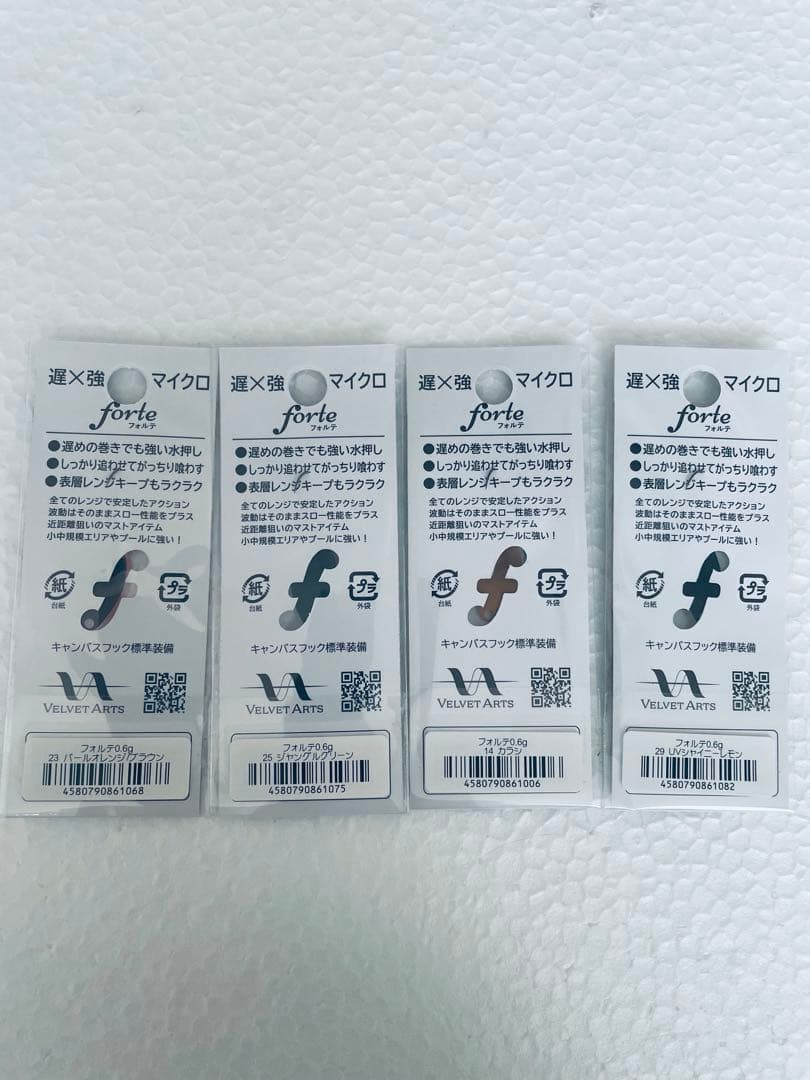 遅×強 マイクロ
forte
フォルテ
●遅めの巻きでも強い水押し
●しっかり追わせてがっちり喰わす
●表層レンジキープもラクラク
全てのレンジで安定したアクション
波動はそのままスロー性能をプラス
近距離狙いのマストアイテム
小中規模エリアやプールに強い!
紙
台紙
f
プラ
外袋
キャンバスフック標準装備
VA
VELVET ARTS
フォルテ0.6g
23 パールオレンジ/ブラウン
4580790861068
遅×強 マイクロ
forte
フォルテ
●遅めの巻きでも強い水押し
●しっかり追わせてがっちり喰わす
●表層レンジキープもラクラク
全てのレンジで安定したアクション
波動はそのままスロー性能をプラス
近距離狙いのマストアイテム
小中規模エリアやプールに強い!
紙
台紙
f
プラ
外袋
キャンバスフック標準装備
VA
VELVET ARTS
フォルテ0.6g
25 ジャングルグリーン
4580790861075
遅×強 マイクロ
forte
フォルテ
●遅めの巻きでも強い水押し
●しっかり追わせてがっちり喰わす
●表層レンジキープもラクラク
全てのレンジで安定したアクション
波動はそのままスロー性能をプラス
近距離狙いのマストアイテム
小中規模エリアやプールに強い!
紙
台紙
f
プラ
外袋
キャンバスフック標準装備
VA
VELVET ARTS
フォルテ0.6g
14 カラシ
4580790861006
遅×強 マイクロ
forte
フォルテ
●遅めの巻きでも強い水押し
●しっかり追わせてがっちり喰わす
●表層レンジキープもラクラク
全てのレンジで安定したアクション
波動はそのままスロー性能をプラス
近距離狙いのマストアイテム
小中規模エリアやプールに強い!
紙
台紙
f
プラ
外袋
キャンバスフック標準装備
VA
VELVET ARTS
フォルテ0.6g
29 UVシャイニーレモン
4580790861082